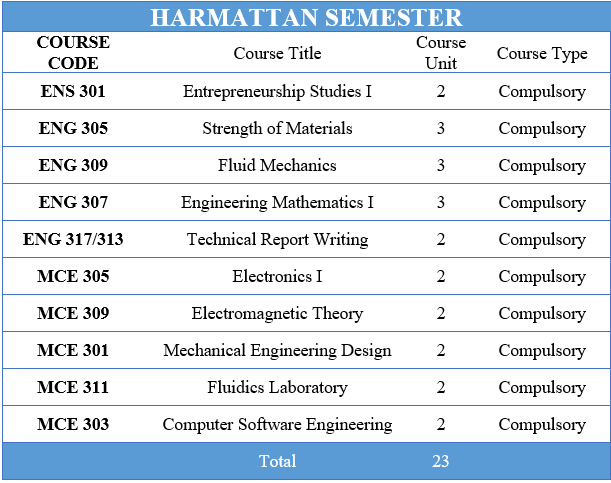 HARMATTAN SEMESTER
COURSE CODE Course Title Course Unit Course Type
ENS 301 Entrepreneurship Studies I 2 Compulsory
ENG 305 Strength of Materials 3 Compulsory
ENG 309 Fluid Mechanics 3 Compulsory
ENG 307 Engineering Mathematics I 3 Compulsory
ENG 317/313 Technical Report Writing 2 Compulsory
MCE 305 Electronics I 2 Compulsory
MCE 309 Electromagnetic Theory 2 Compulsory
MCE 301 Mechanical Engineering Design 2 Compulsory
MCE 311 Fluidics Laboratory 2 Compulsory
MCE 303 Computer Software Engineering 2 Compulsory
Total 23